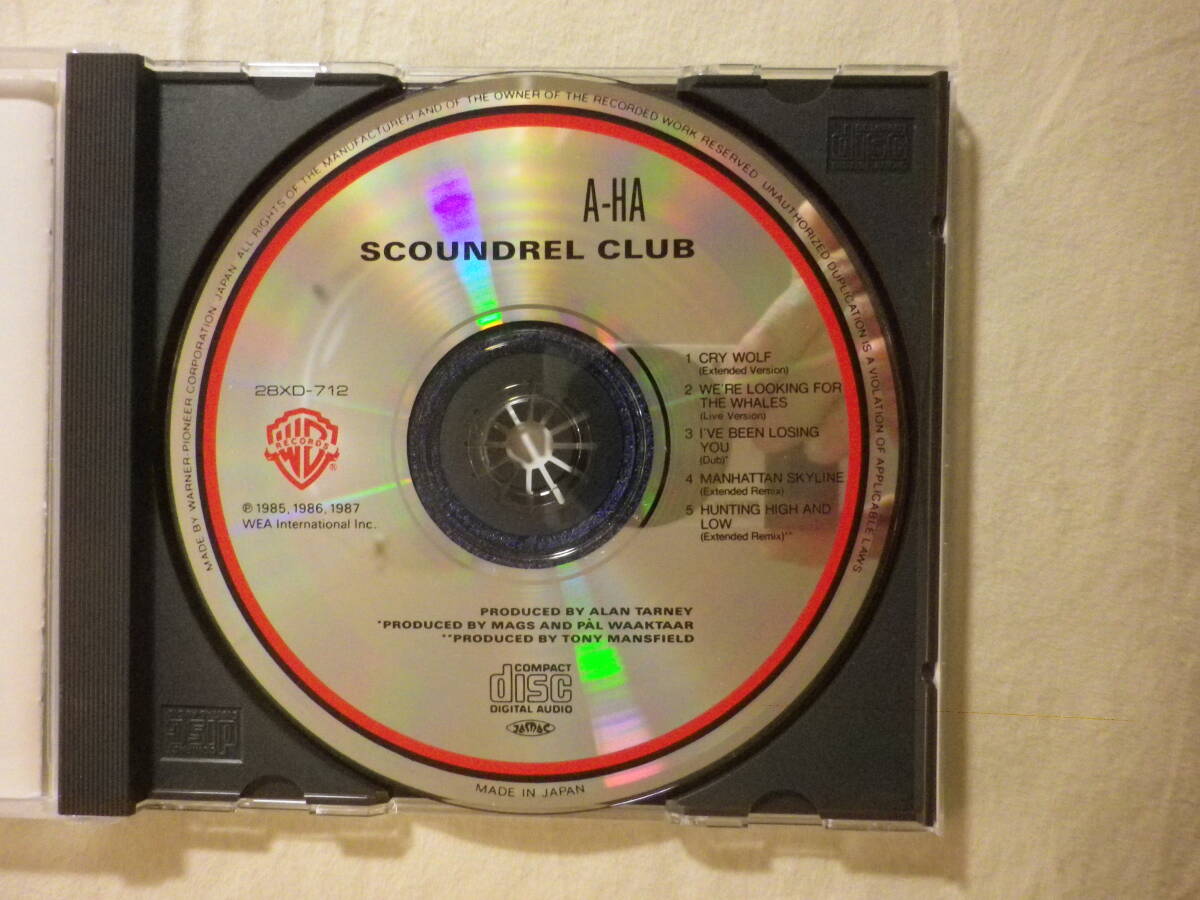 MADE BY WARNER-PIONEER CORPORATION, JAPAN. ALL RIGHTS OF THE MANUFACTURER AND OF THE OWNER OF THE RECORDED WORK RESERVED. UNAUTHORIZED DUPLICATION IS A VIOLATION OF APPLICABLE LAWS
A-HA
SCOUNDREL CLUB
28XD-712
RECORDS
®
℗ 1985, 1986, 1987
WEA International Inc.
1 CRY WOLF
(Extended Version)
2 WE'RE LOOKING FOR
THE WHALES
(Live Version)
3 I'VE BEEN LOSING
YOU
(Dub)*
4 MANHATTAN SKYLINE
(Extended Remix)
5 HUNTING HIGH AND
LOW
(Extended Remix)**
PRODUCED BY ALAN TARNEY
*PRODUCED BY MAGS AND PÅL WAAKTAAR
**PRODUCED BY TONY MANSFIELD
COMPACT
disc
DIGITAL AUDIO
JASRAC
MADE IN JAPAN
disc
disc